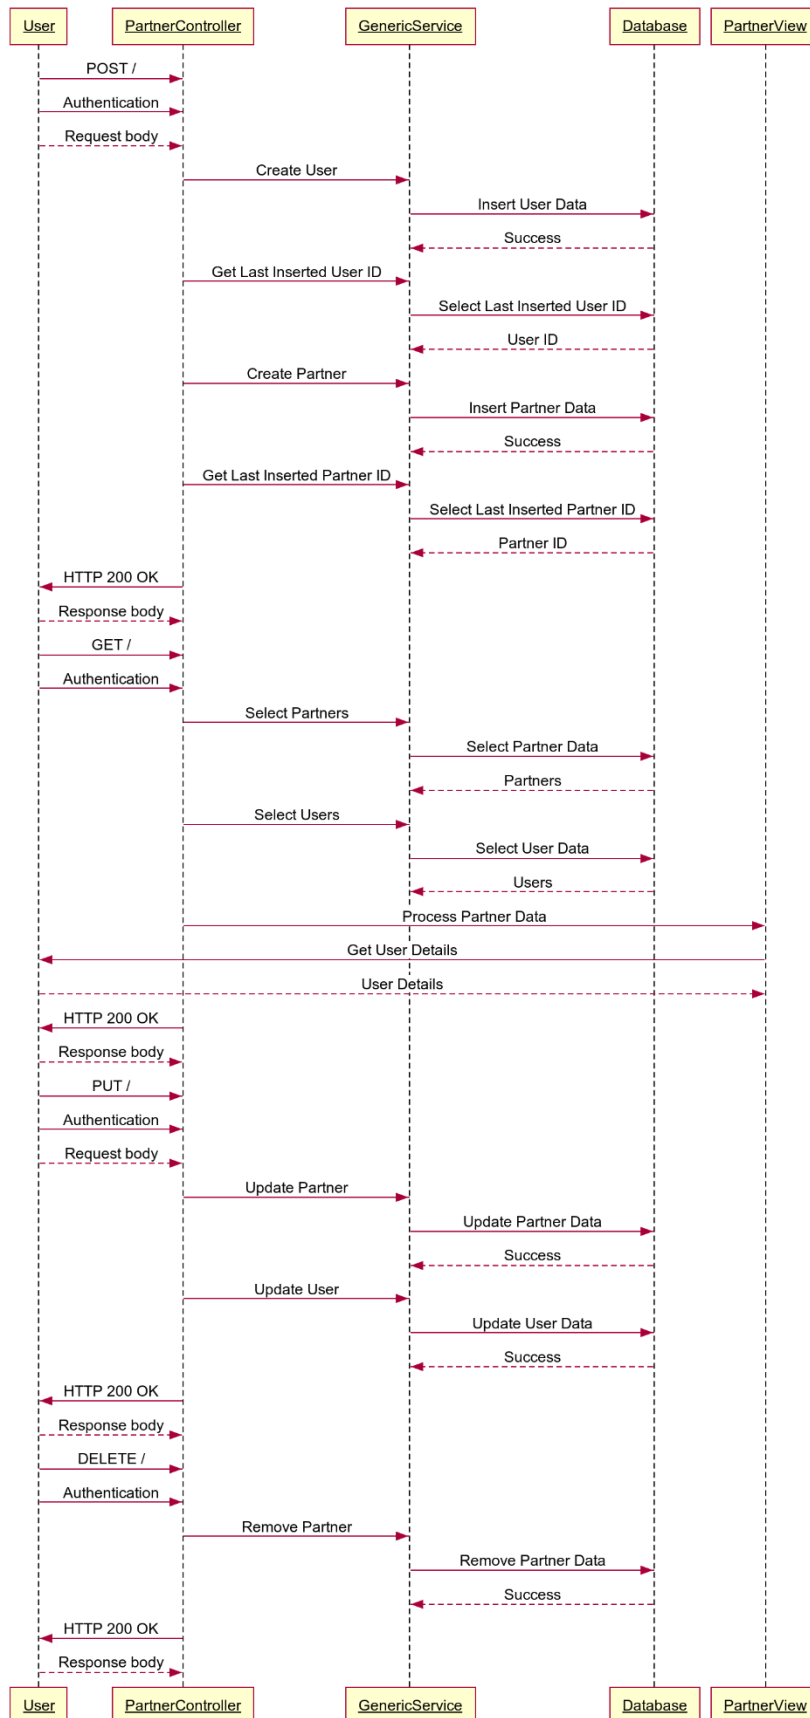 User
PartnerController
GenericService
Database
PartnerView
POST /
Authentication
Request body
Create User
Insert User Data
Success
Get Last Inserted User ID
Select Last Inserted User ID
User ID
Create Partner
Insert Partner Data
Success
Get Last Inserted Partner ID
Select Last Inserted Partner ID
Partner ID
HTTP 200 OK
Response body
GET /
Authentication
Select Partners
Select Partner Data
Partners
Select Users
Select User Data
Users
Process Partner Data
Get User Details
User Details
HTTP 200 OK
Response body
PUT /
Authentication
Request body
Update Partner
Update Partner Data
Success
Update User
Update User Data
Success
HTTP 200 OK
Response body
DELETE /
Authentication
Remove Partner
Remove Partner Data
Success
HTTP 200 OK
Response body
User
PartnerController
GenericService
Database
PartnerView